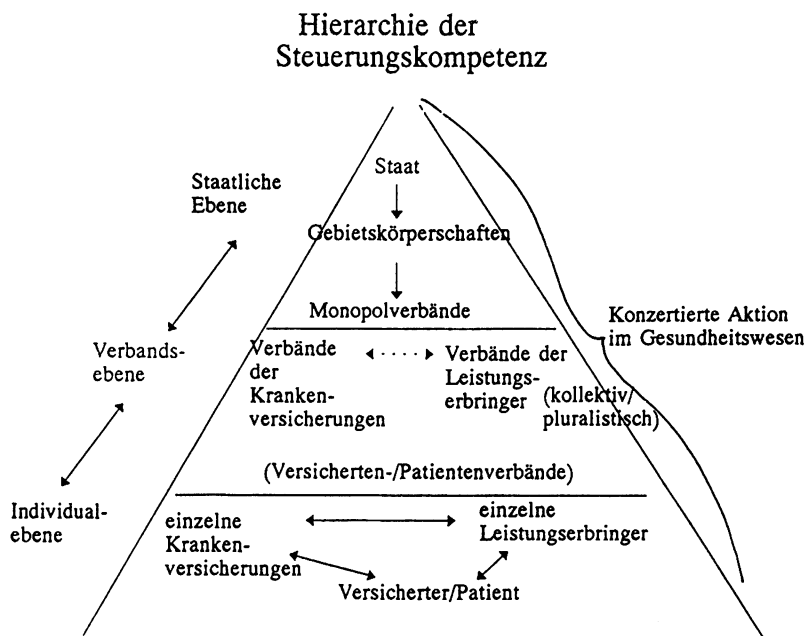 Hierarchie der
Steuerungskompetenz
Staat
Staatliche
Ebene
Gebietskörperschaften
Monopolverbände
Konzertierte Aktion
im Gesundheitswesen
Verbands-
ebene
Verbände
der
Kranken-
versicherungen
Verbände der
Leistungs-
erbringer
(kollektiv/
pluralistisch)
(Versicherten-/Patientenverbände)
Individual-
ebene
einzelne
Kranken-
versicherungen
einzelne
Leistungserbringer
Versicherter/Patient